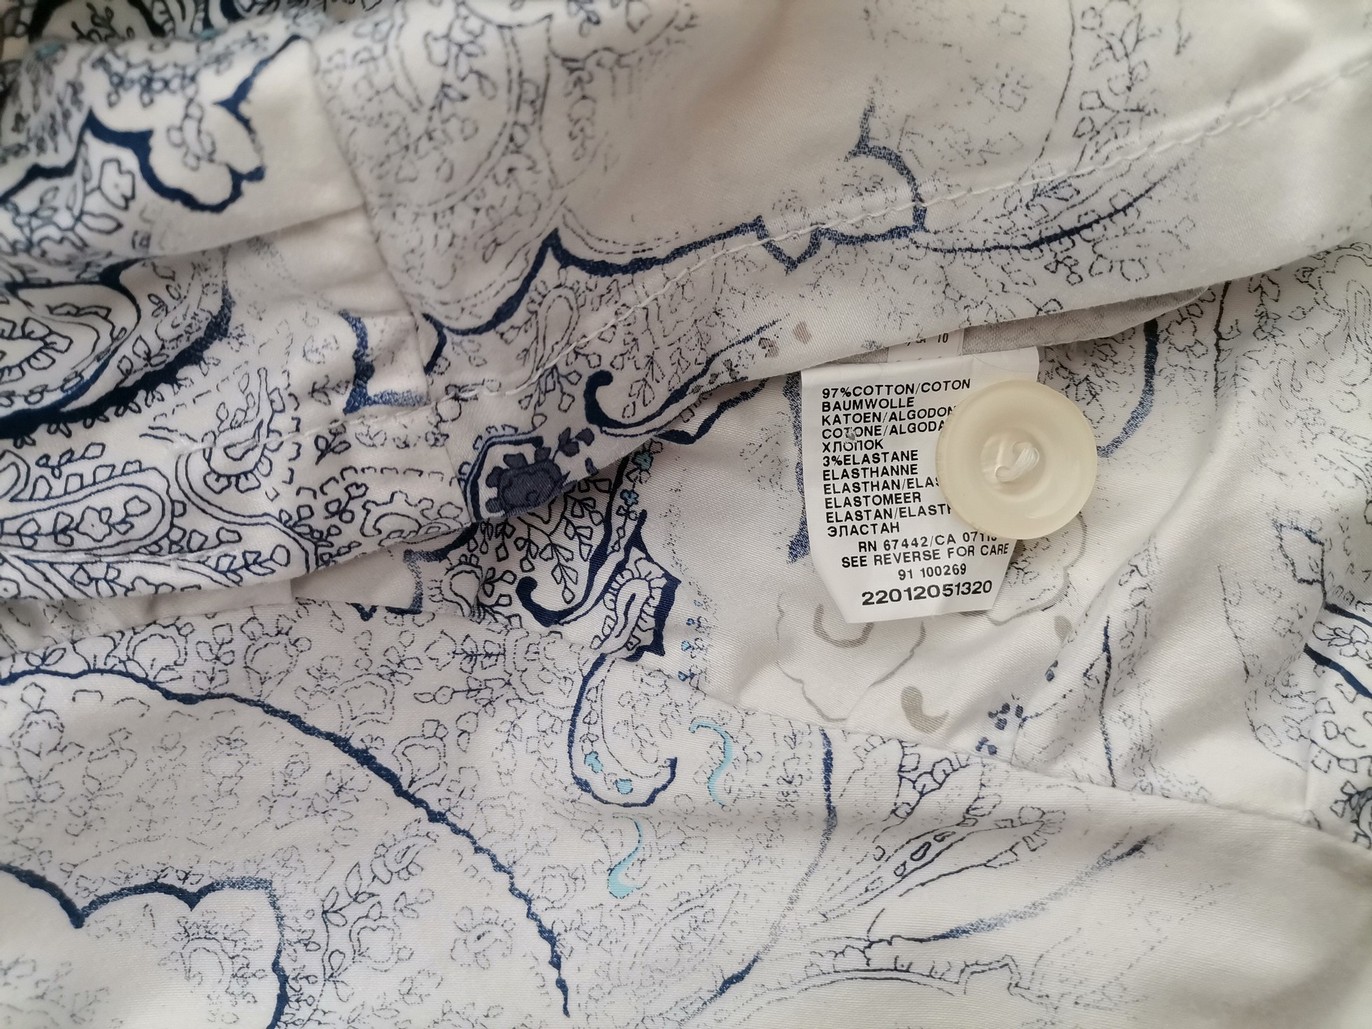 97%COTTON/COTON
BAUMWOLLE
KATOEN/ALGODON
COTONE/ALGODA
ХЛОПОК
3%ELASTANE
ELASTHANNE
ELASTHAN/ELAS
ELASTOMEER
ELASTAN/ELAST
ЭЛАСТАН
RN 67442/CA 0711
SEE REVERSE FOR CARE
91 100269
22012051320